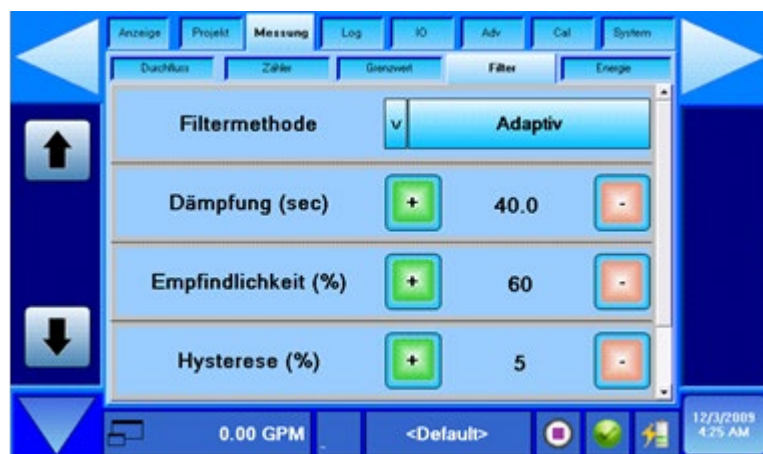 Anzeige Projekt Messung Log IO Adv Cal System
Durchfluss Zähler Grenzwert Filter Energie
Filtermethode v Adaptiv
Dämpfung (sec) + 40.0 -
Empfindlichkeit (%) + 60 -
Hysterese (%) + 5 -
0.00 GPM _ <Default> 12/3/2009
4:25 AM